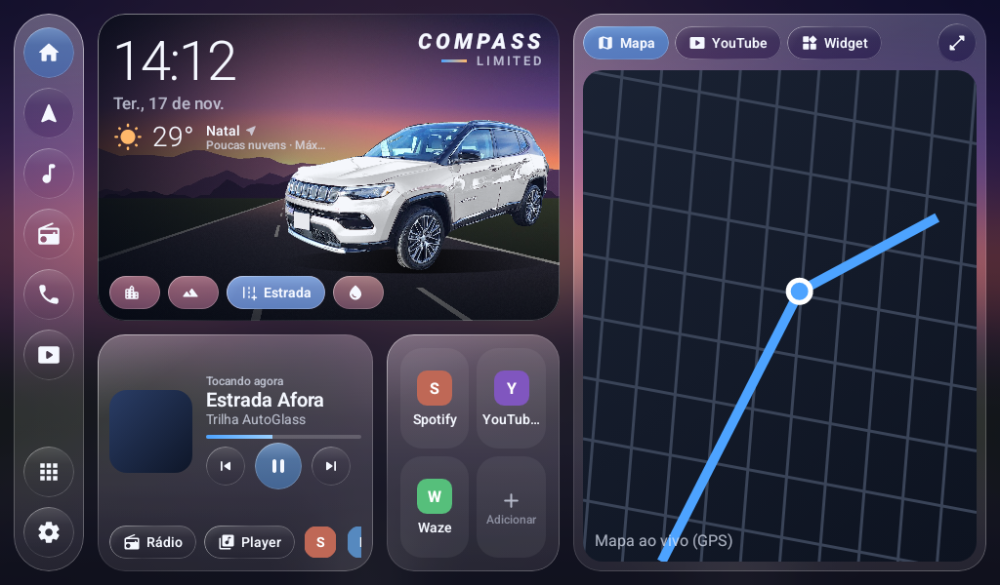 14:12
COMPASS
LIMITED
Ter., 17 de nov.
29°
Natal
Poucas nuvens · Máx...
Estrada
Mapa
YouTube
Widget
Tocando agora
Estrada Afora
Trilha AutoGlass
Rádio
Player
S
S
Spotify
Y
YouTub...
W
Waze
+
Adicionar
Mapa ao vivo (GPS)